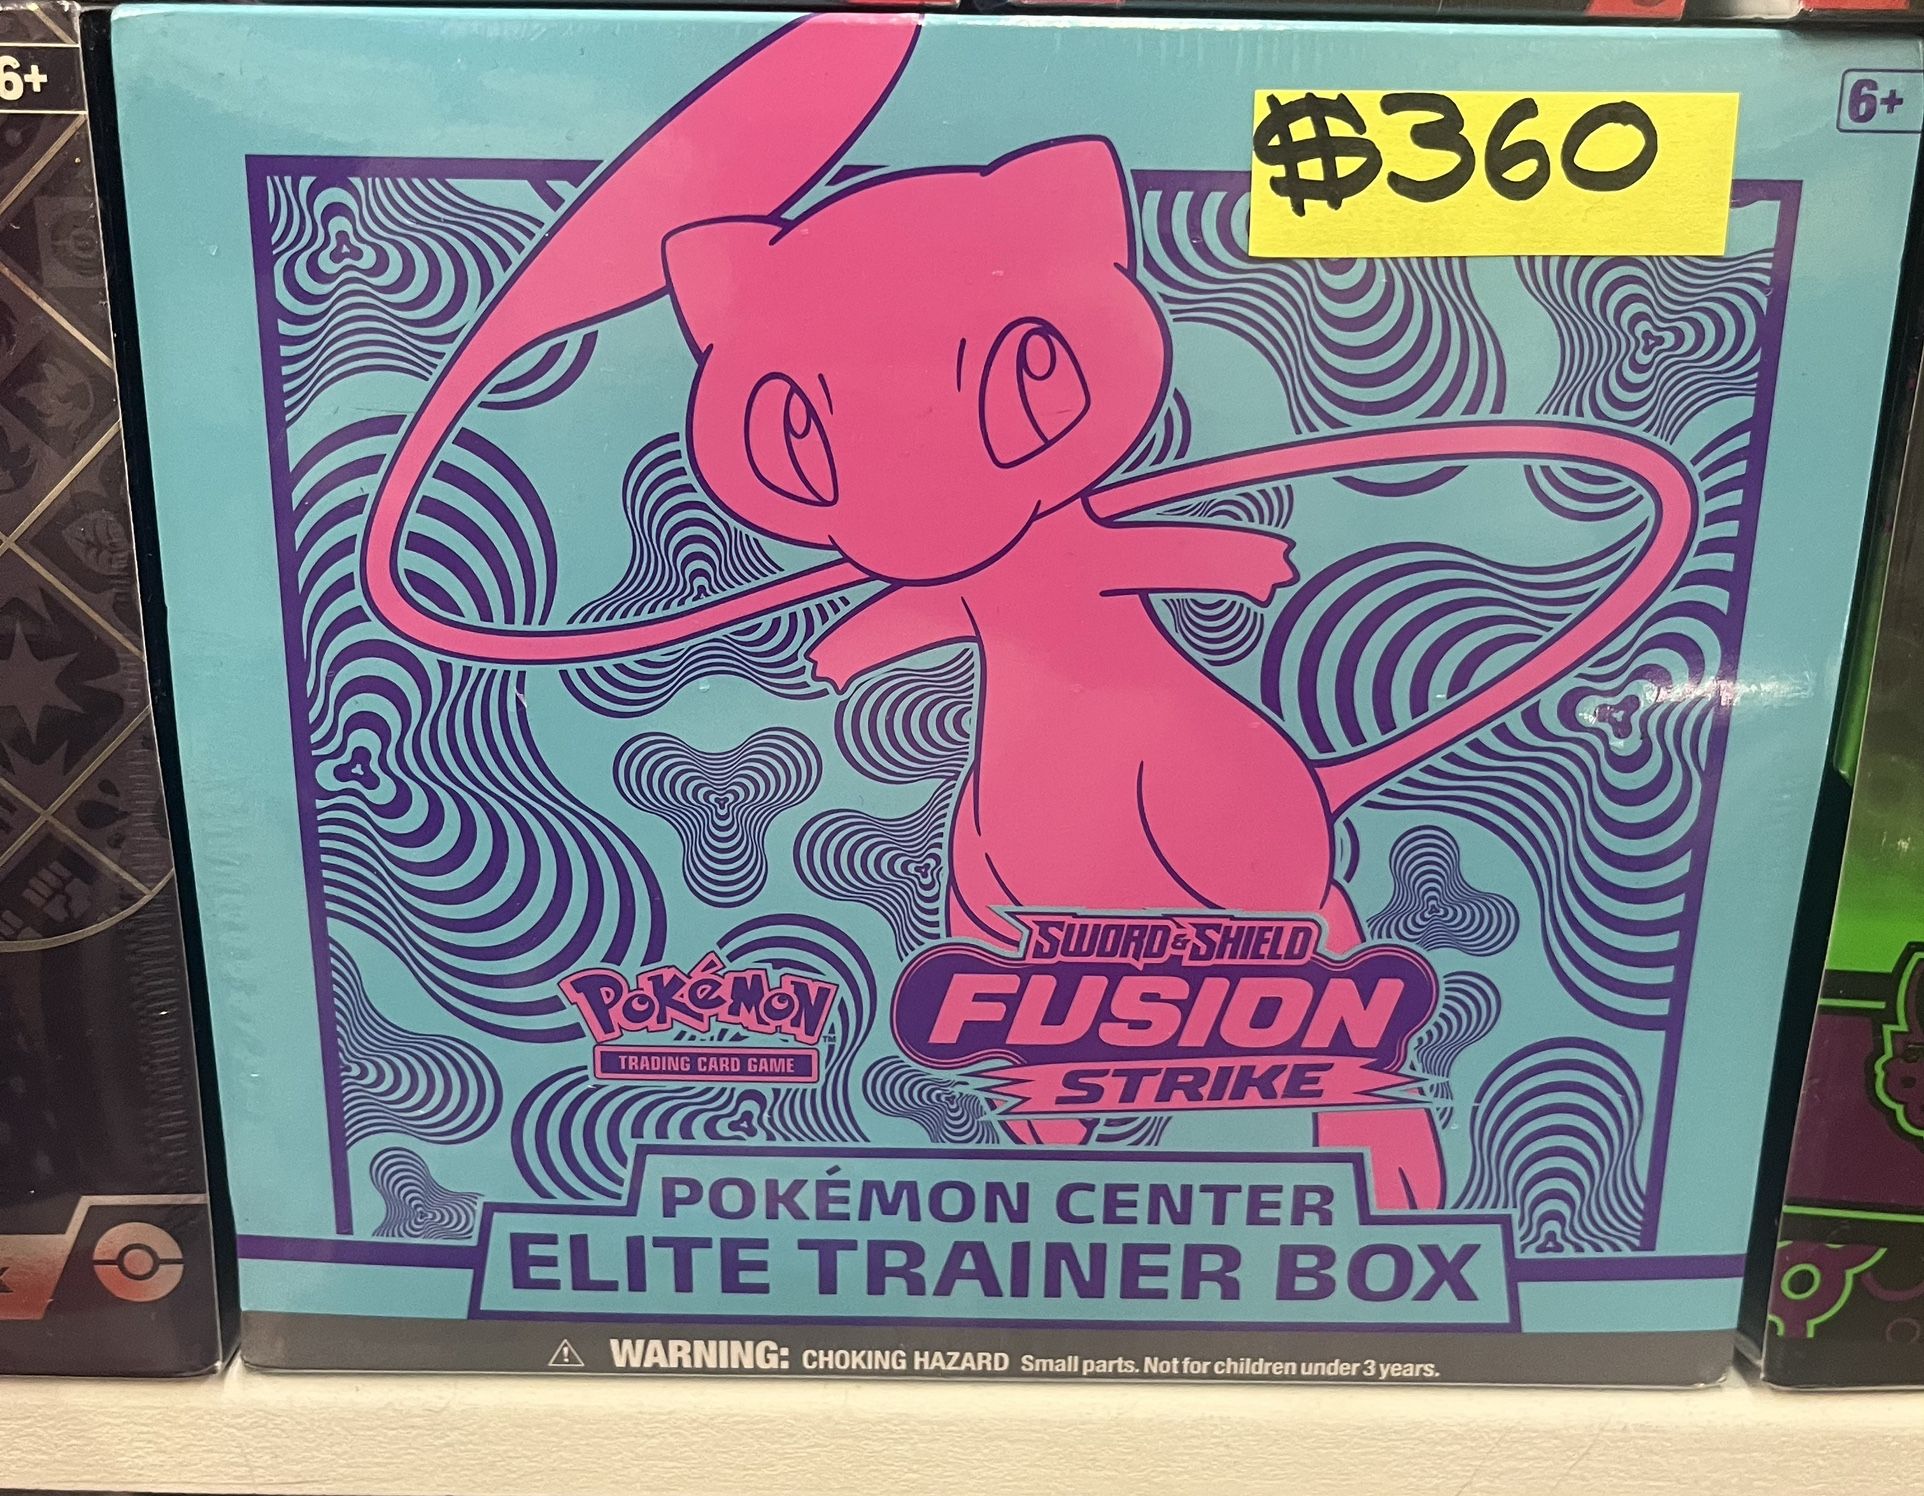 6+
$360
6+
SWORD & SHIELD
FUSION
STRIKE
POKéMON
TM
TRADING CARD GAME
POKÉMON CENTER
ELITE TRAINER BOX
WARNING: CHOKING HAZARD Small parts. Not for children under 3 years.